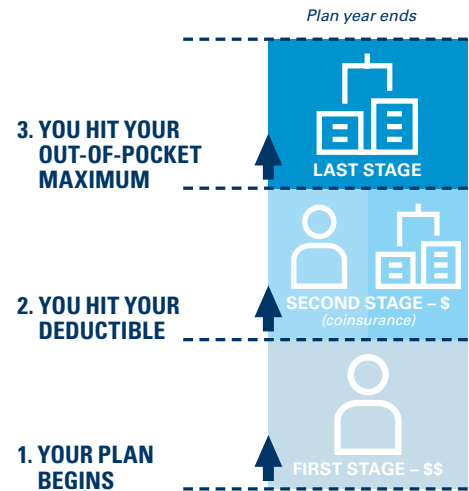 Plan year ends
3. YOU HIT YOUR
OUT-OF-POCKET
MAXIMUM
LAST STAGE
2. YOU HIT YOUR
DEDUCTIBLE
SECOND STAGE – $
(coinsurance)
1. YOUR PLAN
BEGINS
FIRST STAGE – $$